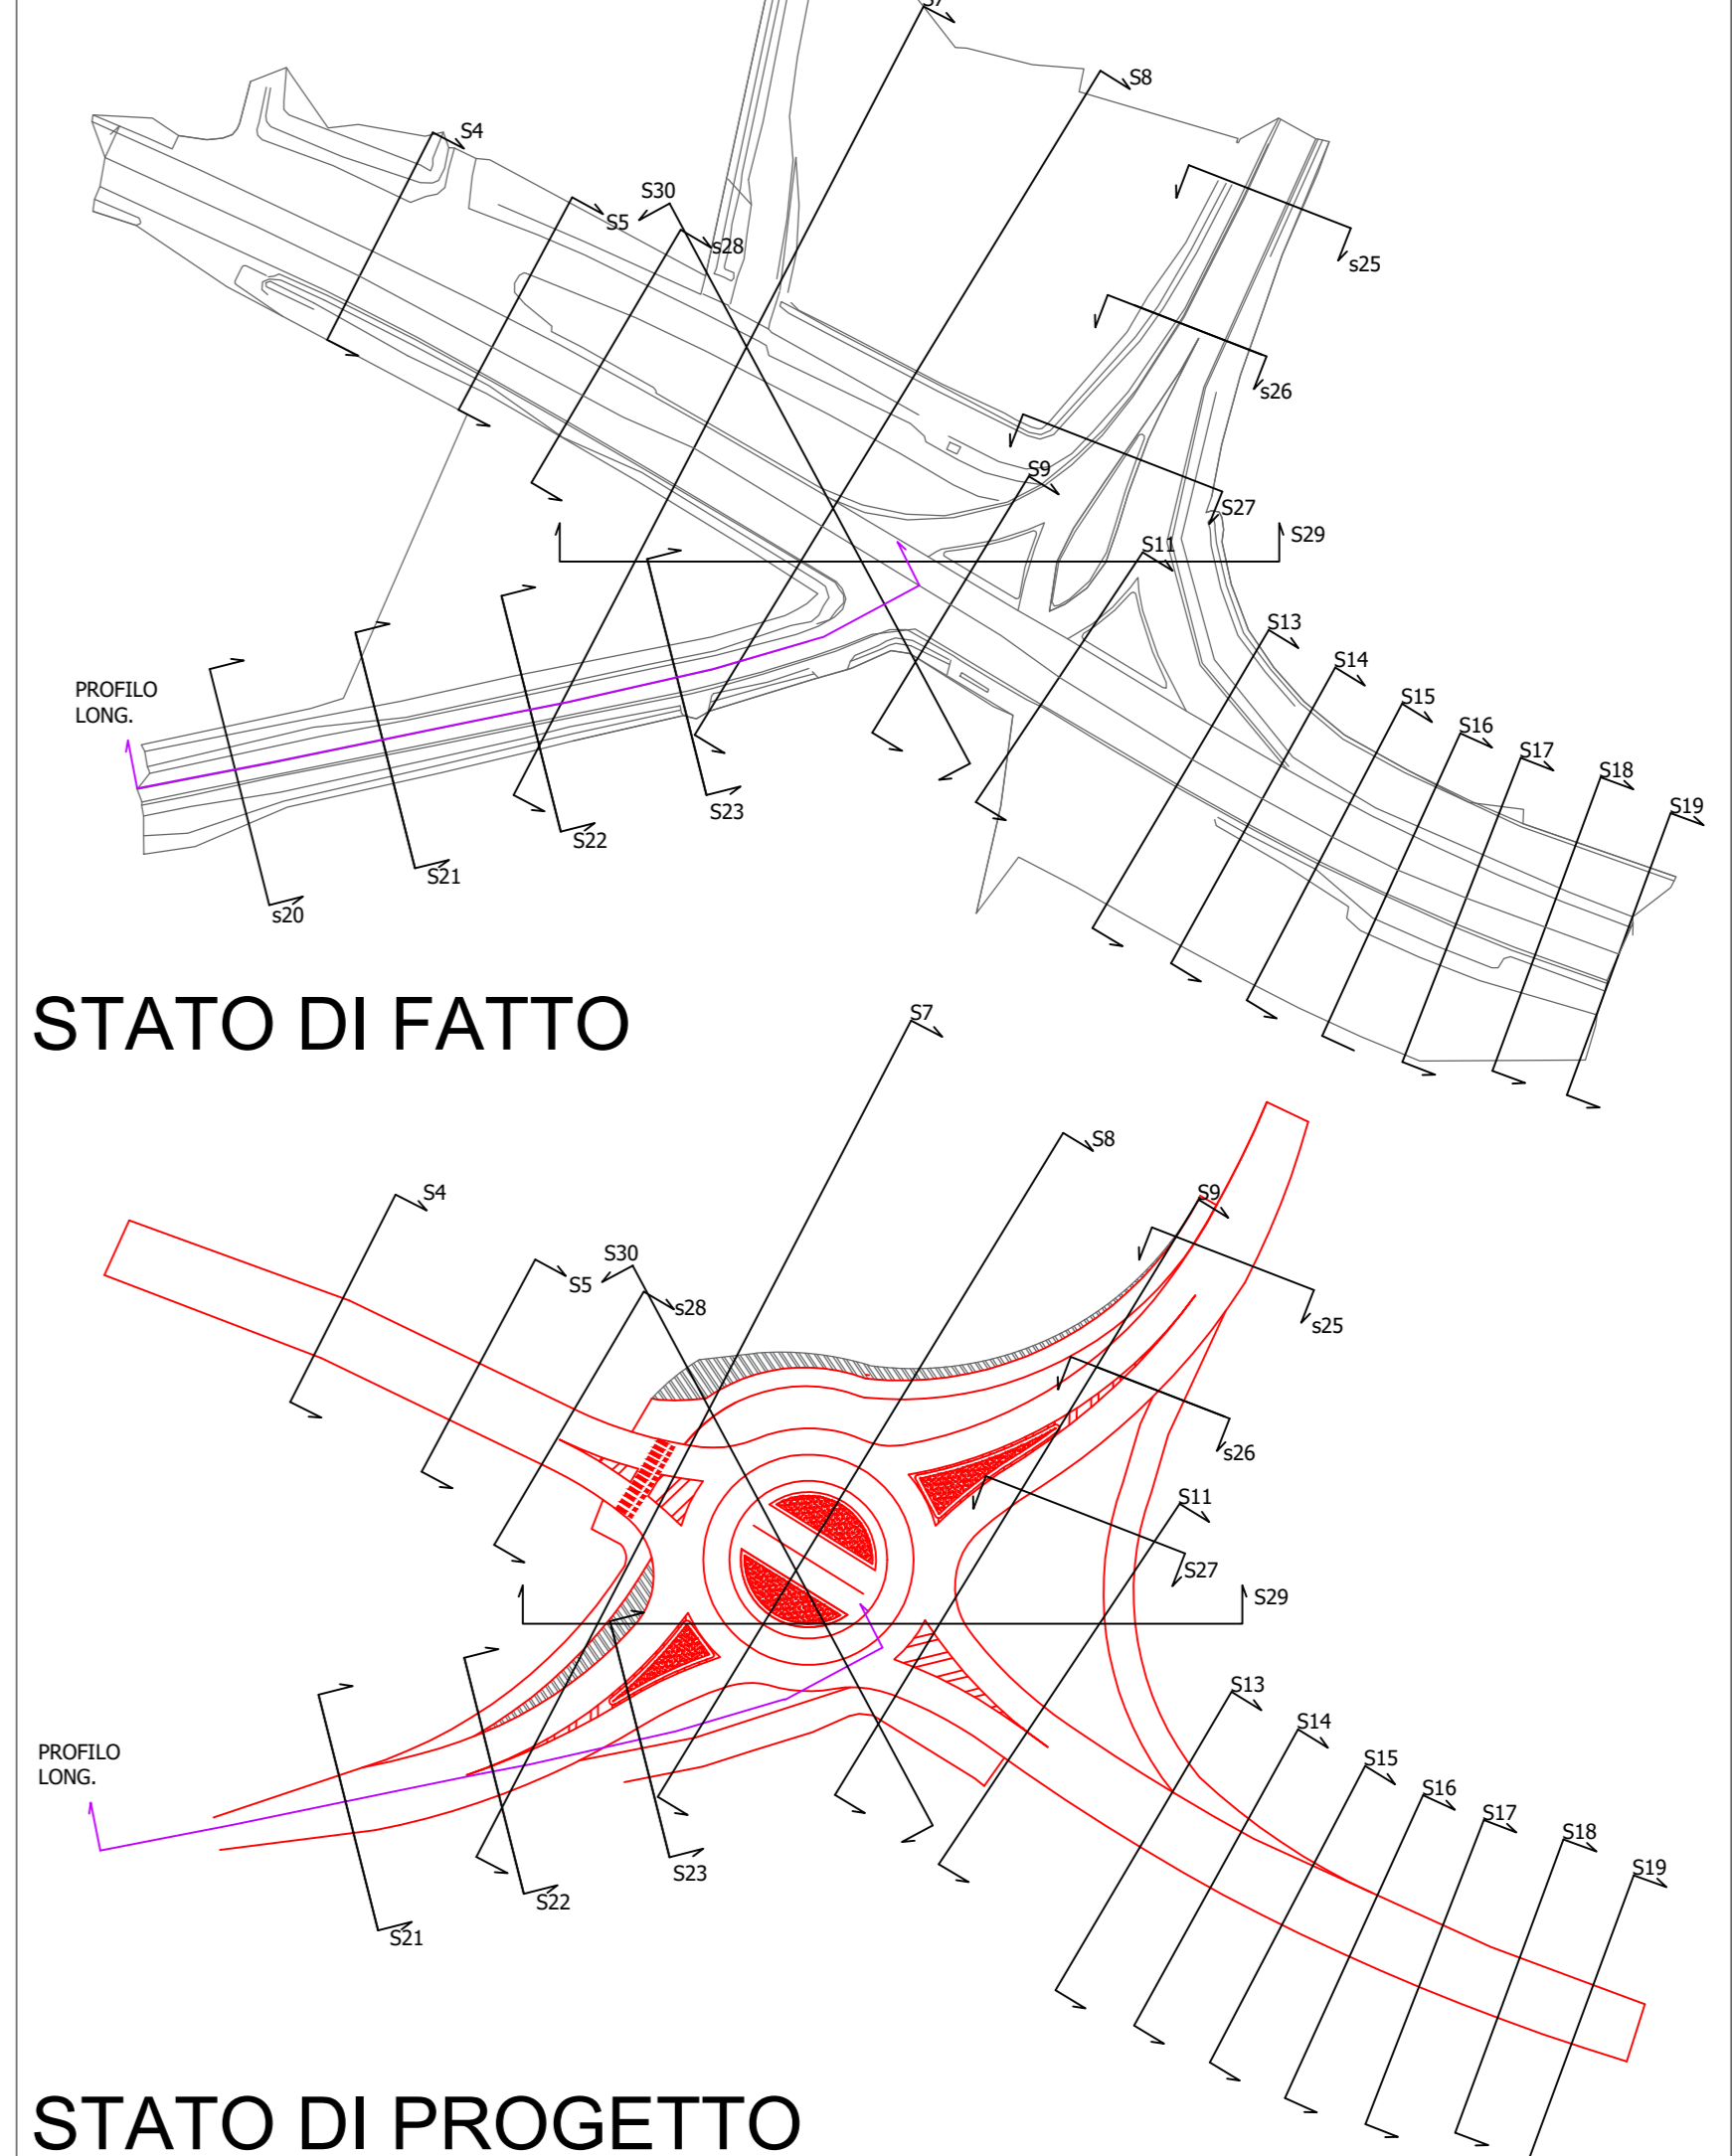 S7
S8
S4
S30
S5
s28
s25
s26
S9
S27
S29
S11
S13
S14
PROFILO
LONG.
S15
S16
S17
S18
S19
S23
S22
S21
s20
STATO DI FATTO
S7
S8
S4
S9
S30
S5
s28
s25
s26
S11
S27
S29
S13
S14
PROFILO
LONG.
S15
S16
S17
S18
S19
S23
S22
S21
STATO DI PROGETTO